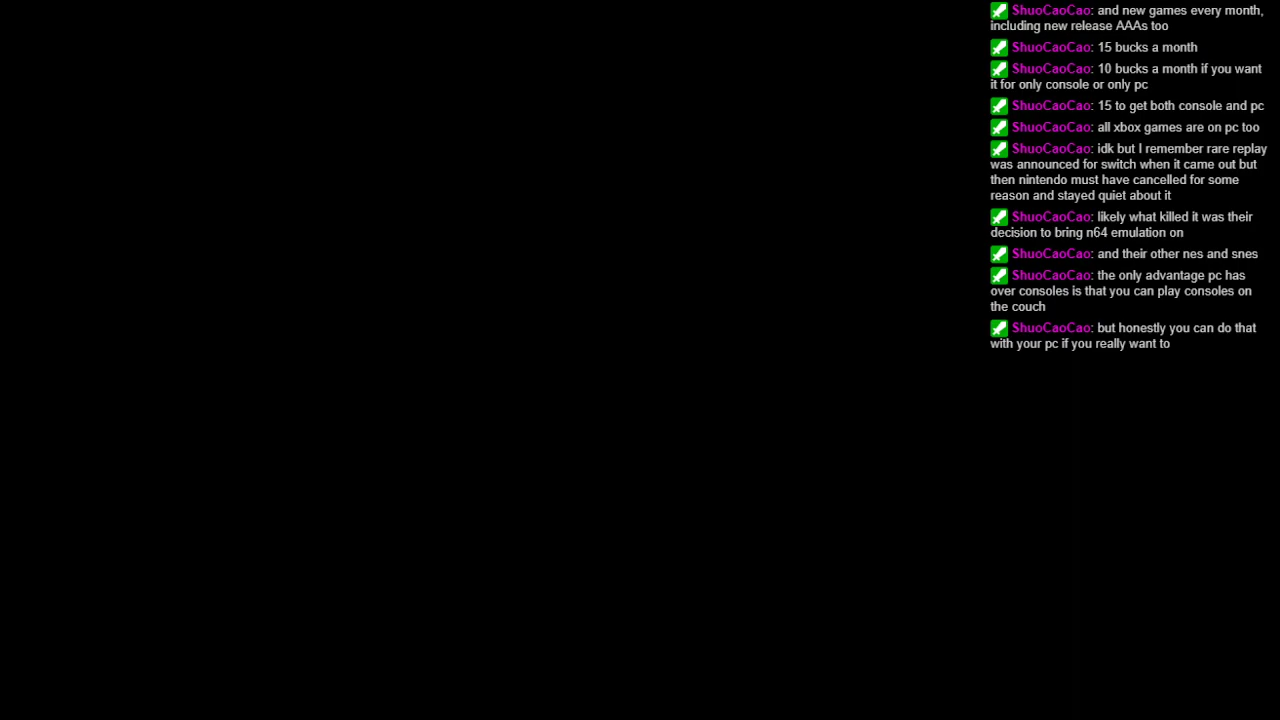 ShuoCaoCao: and new games every month,
including new release AAAs too
ShuoCaoCao: 15 bucks a month
ShuoCaoCao: 10 bucks a month if you want
it for only console or only pc
ShuoCaoCao: 15 to get both console and pc
ShuoCaoCao: all xbox games are on pc too
ShuoCaoCao: idk but I remember rare replay
was announced for switch when it came out but
then nintendo must have cancelled for some
reason and stayed quiet about it
ShuoCaoCao: likely what killed it was their
decision to bring n64 emulation on
ShuoCaoCao: and their other nes and snes
ShuoCaoCao: the only advantage pc has
over consoles is that you can play consoles on
the couch
ShuoCaoCao: but honestly you can do that
with your pc if you really want to